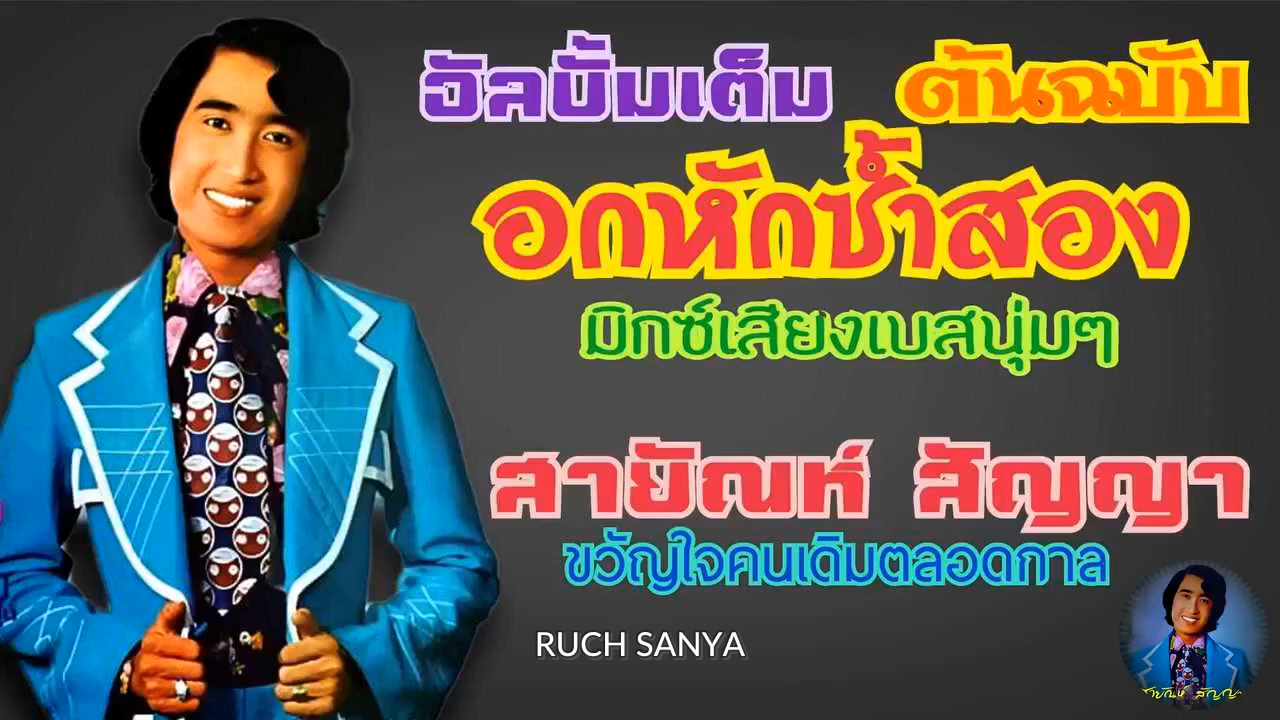 อัลบั้มเต็ม ต้นฉบับ
อกหักซ้ำสอง
มิกซ์เสียงเบสนุ่มๆ
สายัณห์ สัญญา
ขวัญใจคนเดิมตลอดกาล
RUCH SANYA